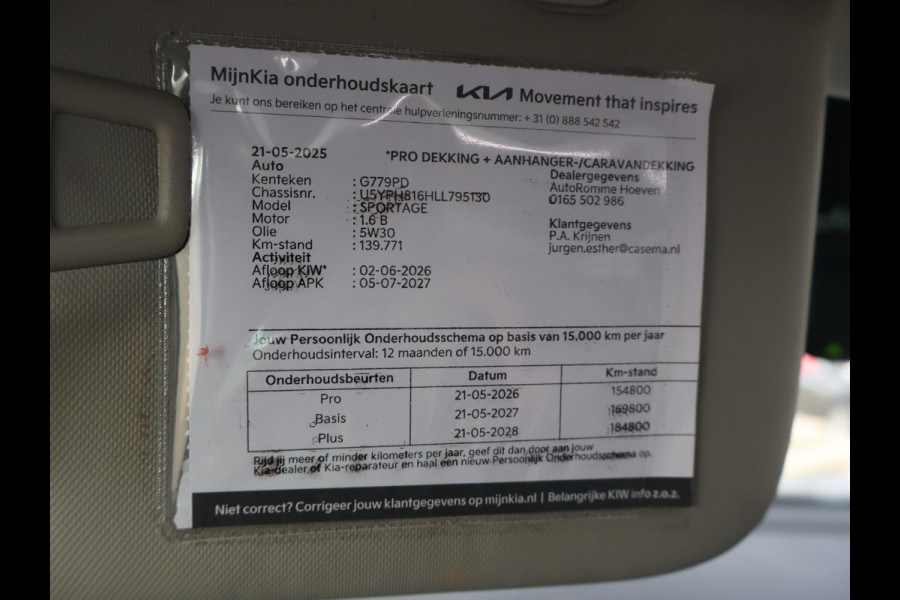 MijnKia onderhoudskaart KIA Movement that inspires
Je kunt ons bereiken op het centrale hulpverleningsnummer: + 31 (0) 888 542 542
21-05-2025 *PRO DEKKING + AANHANGER-/CARAVANDEKKING
Auto
Kenteken : G779PD
Chassisnr. : U5YPH816HLL795130
Model : SPORTAGE
Motor : 1.6 B
Olie : 5W30
Km-stand : 139.771
Activiteit
Afloop KIW* : 02-06-2026
Afloop APK : 05-07-2027
Dealergegevens
AutoRomme Hoeven
0165 502 986
Klantgegevens
P.A. Krijnen
jurgen.esther@casema.nl
Jouw Persoonlijk Onderhoudsschema op basis van 15.000 km per jaar
Onderhoudsinterval: 12 maanden of 15.000 km
Onderhoudsbeurten Datum Km-stand
Pro 21-05-2026 154800
Basis 21-05-2027 169800
Plus 21-05-2028 184800
Rijd jij meer of minder kilometers per jaar, geef dit dan door aan jouw
Kia-dealer of Kia-reparateur en haal een nieuw Persoonlijk Onderhoudsschema op.
Niet correct? Corrigeer jouw klantgegevens op mijnkia.nl | Belangrijke KIW info z.o.z.